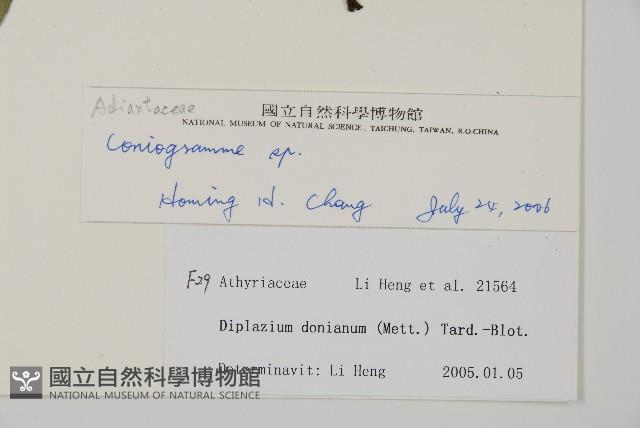 Adiantaceae
國立自然科學博物館
NATIONAL MUSEUM OF NATURAL SCIENCE, TAICHUNG, TAIWAN, R.O.CHINA
Coniogramme sp.
Homing H. Chang July 24, 2006
F29 Athyriaceae Li Heng et al. 21564
Diplazium donianum (Mett.) Tard.-Blot.
Determinavit: Li Heng 2005.01.05
國立自然科學博物館
NATIONAL MUSEUM OF NATURAL SCIENCE